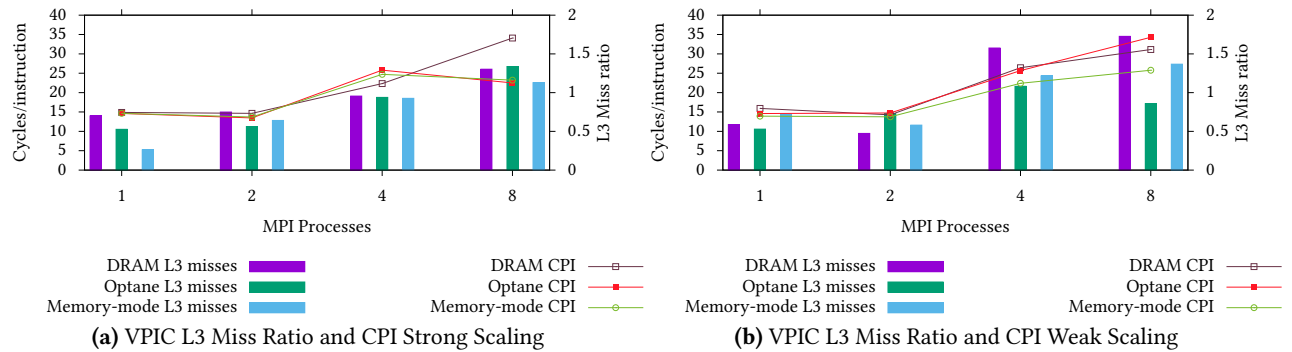 40
35
30
25
20
15
10
5
0
Cycles/instruction
2
1.5
1
0.5
0
L3 Miss ratio
1 2 4 8
MPI Processes
DRAM L3 misses
Optane L3 misses
Memory-mode L3 misses
DRAM CPI
Optane CPI
Memory-mode CPI
(a) VPIC L3 Miss Ratio and CPI Strong Scaling
40
35
30
25
20
15
10
5
0
Cycles/instruction
2
1.5
1
0.5
0
L3 Miss ratio
1 2 4 8
MPI Processes
DRAM L3 misses
Optane L3 misses
Memory-mode L3 misses
DRAM CPI
Optane CPI
Memory-mode CPI
(b) VPIC L3 Miss Ratio and CPI Weak Scaling